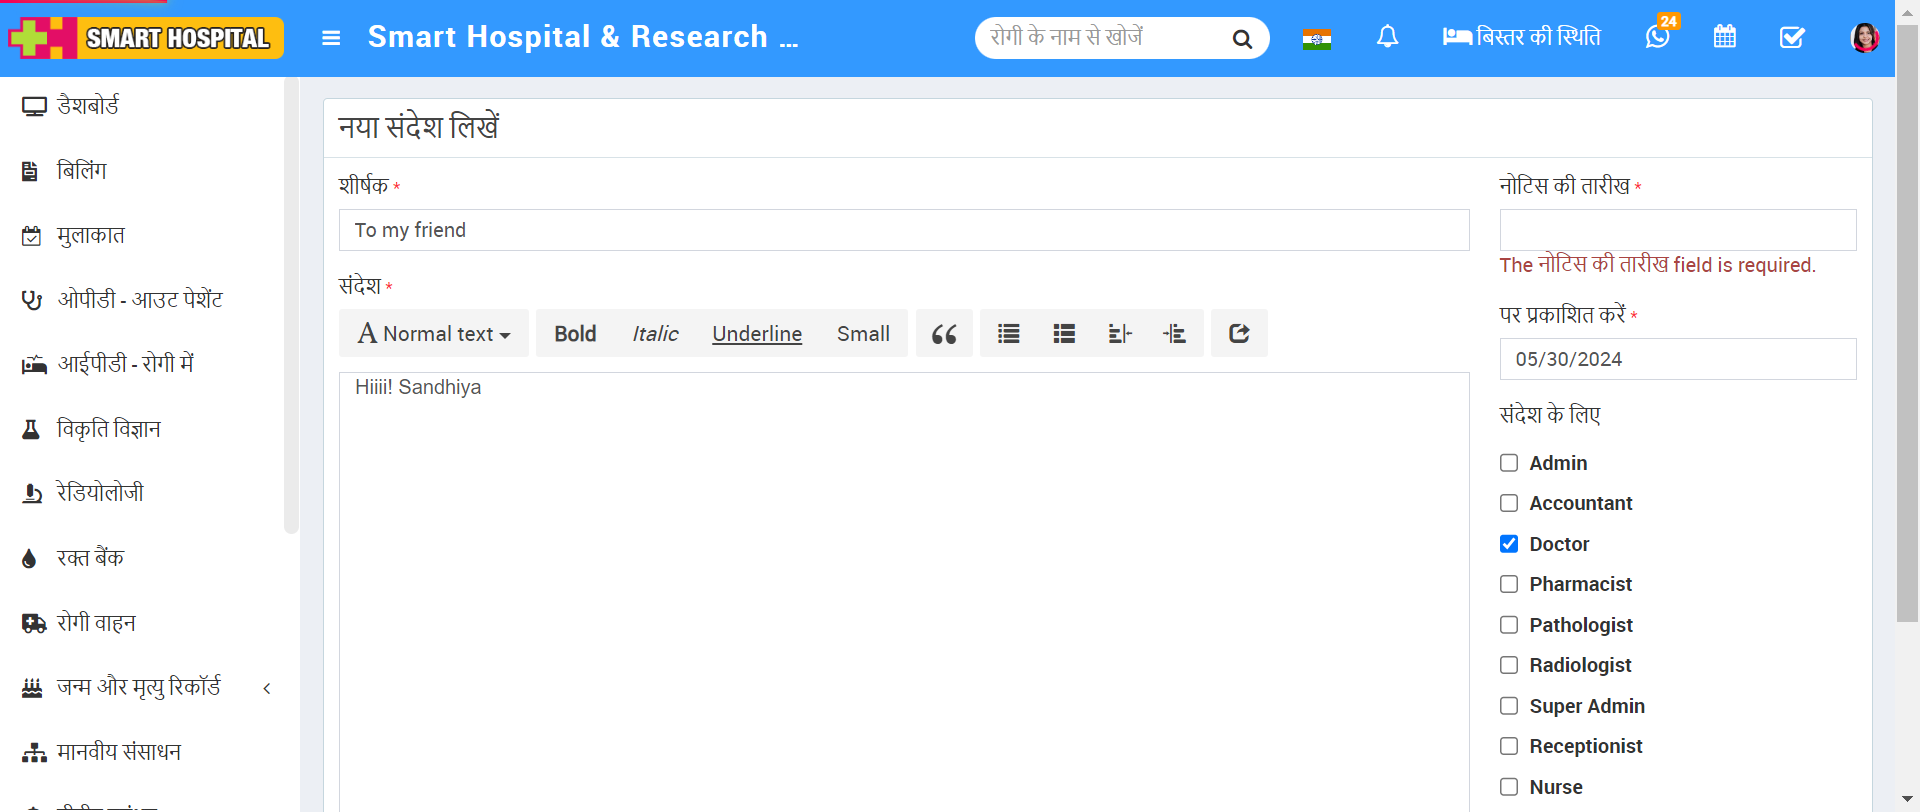 SMART HOSPITAL
Smart Hospital & Research ...
रोगी के नाम से खोजें
बिस्तर की स्थिति
24
डैशबोर्ड
बिलिंग
मुलाकात
ओपीडी - आउट पेशेंट
आईपीडी - रोगी में
विकृति विज्ञान
रेडियोलोजी
रक्त बैंक
रोगी वाहन
जन्म और मृत्यु रिकॉर्ड
मानवीय संसाधन
नया संदेश लिखें
शीर्षक *
To my friend
संदेश *
A Normal text
Bold Italic Underline Small
Hiiii! Sandhiya
नोटिस की तारीख *
The नोटिस की तारीख field is required.
पर प्रकाशित करें *
05/30/2024
संदेश के लिए
Admin
Accountant
Doctor
Pharmacist
Pathologist
Radiologist
Super Admin
Receptionist
Nurse